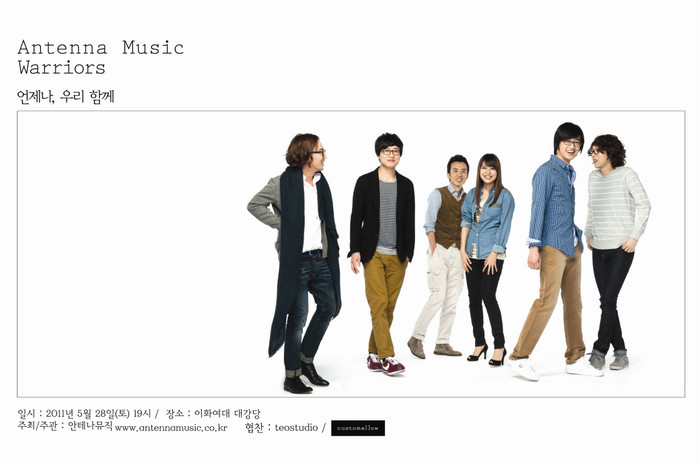 Antenna Music
Warriors
언제나, 우리 함께
일시 : 2011년 5월 28일(토) 19시 / 장소 : 이화여대 대강당
주최/주관 : 안테나뮤직 www.antennamusic.co.kr 협찬 : teostudio / customellow